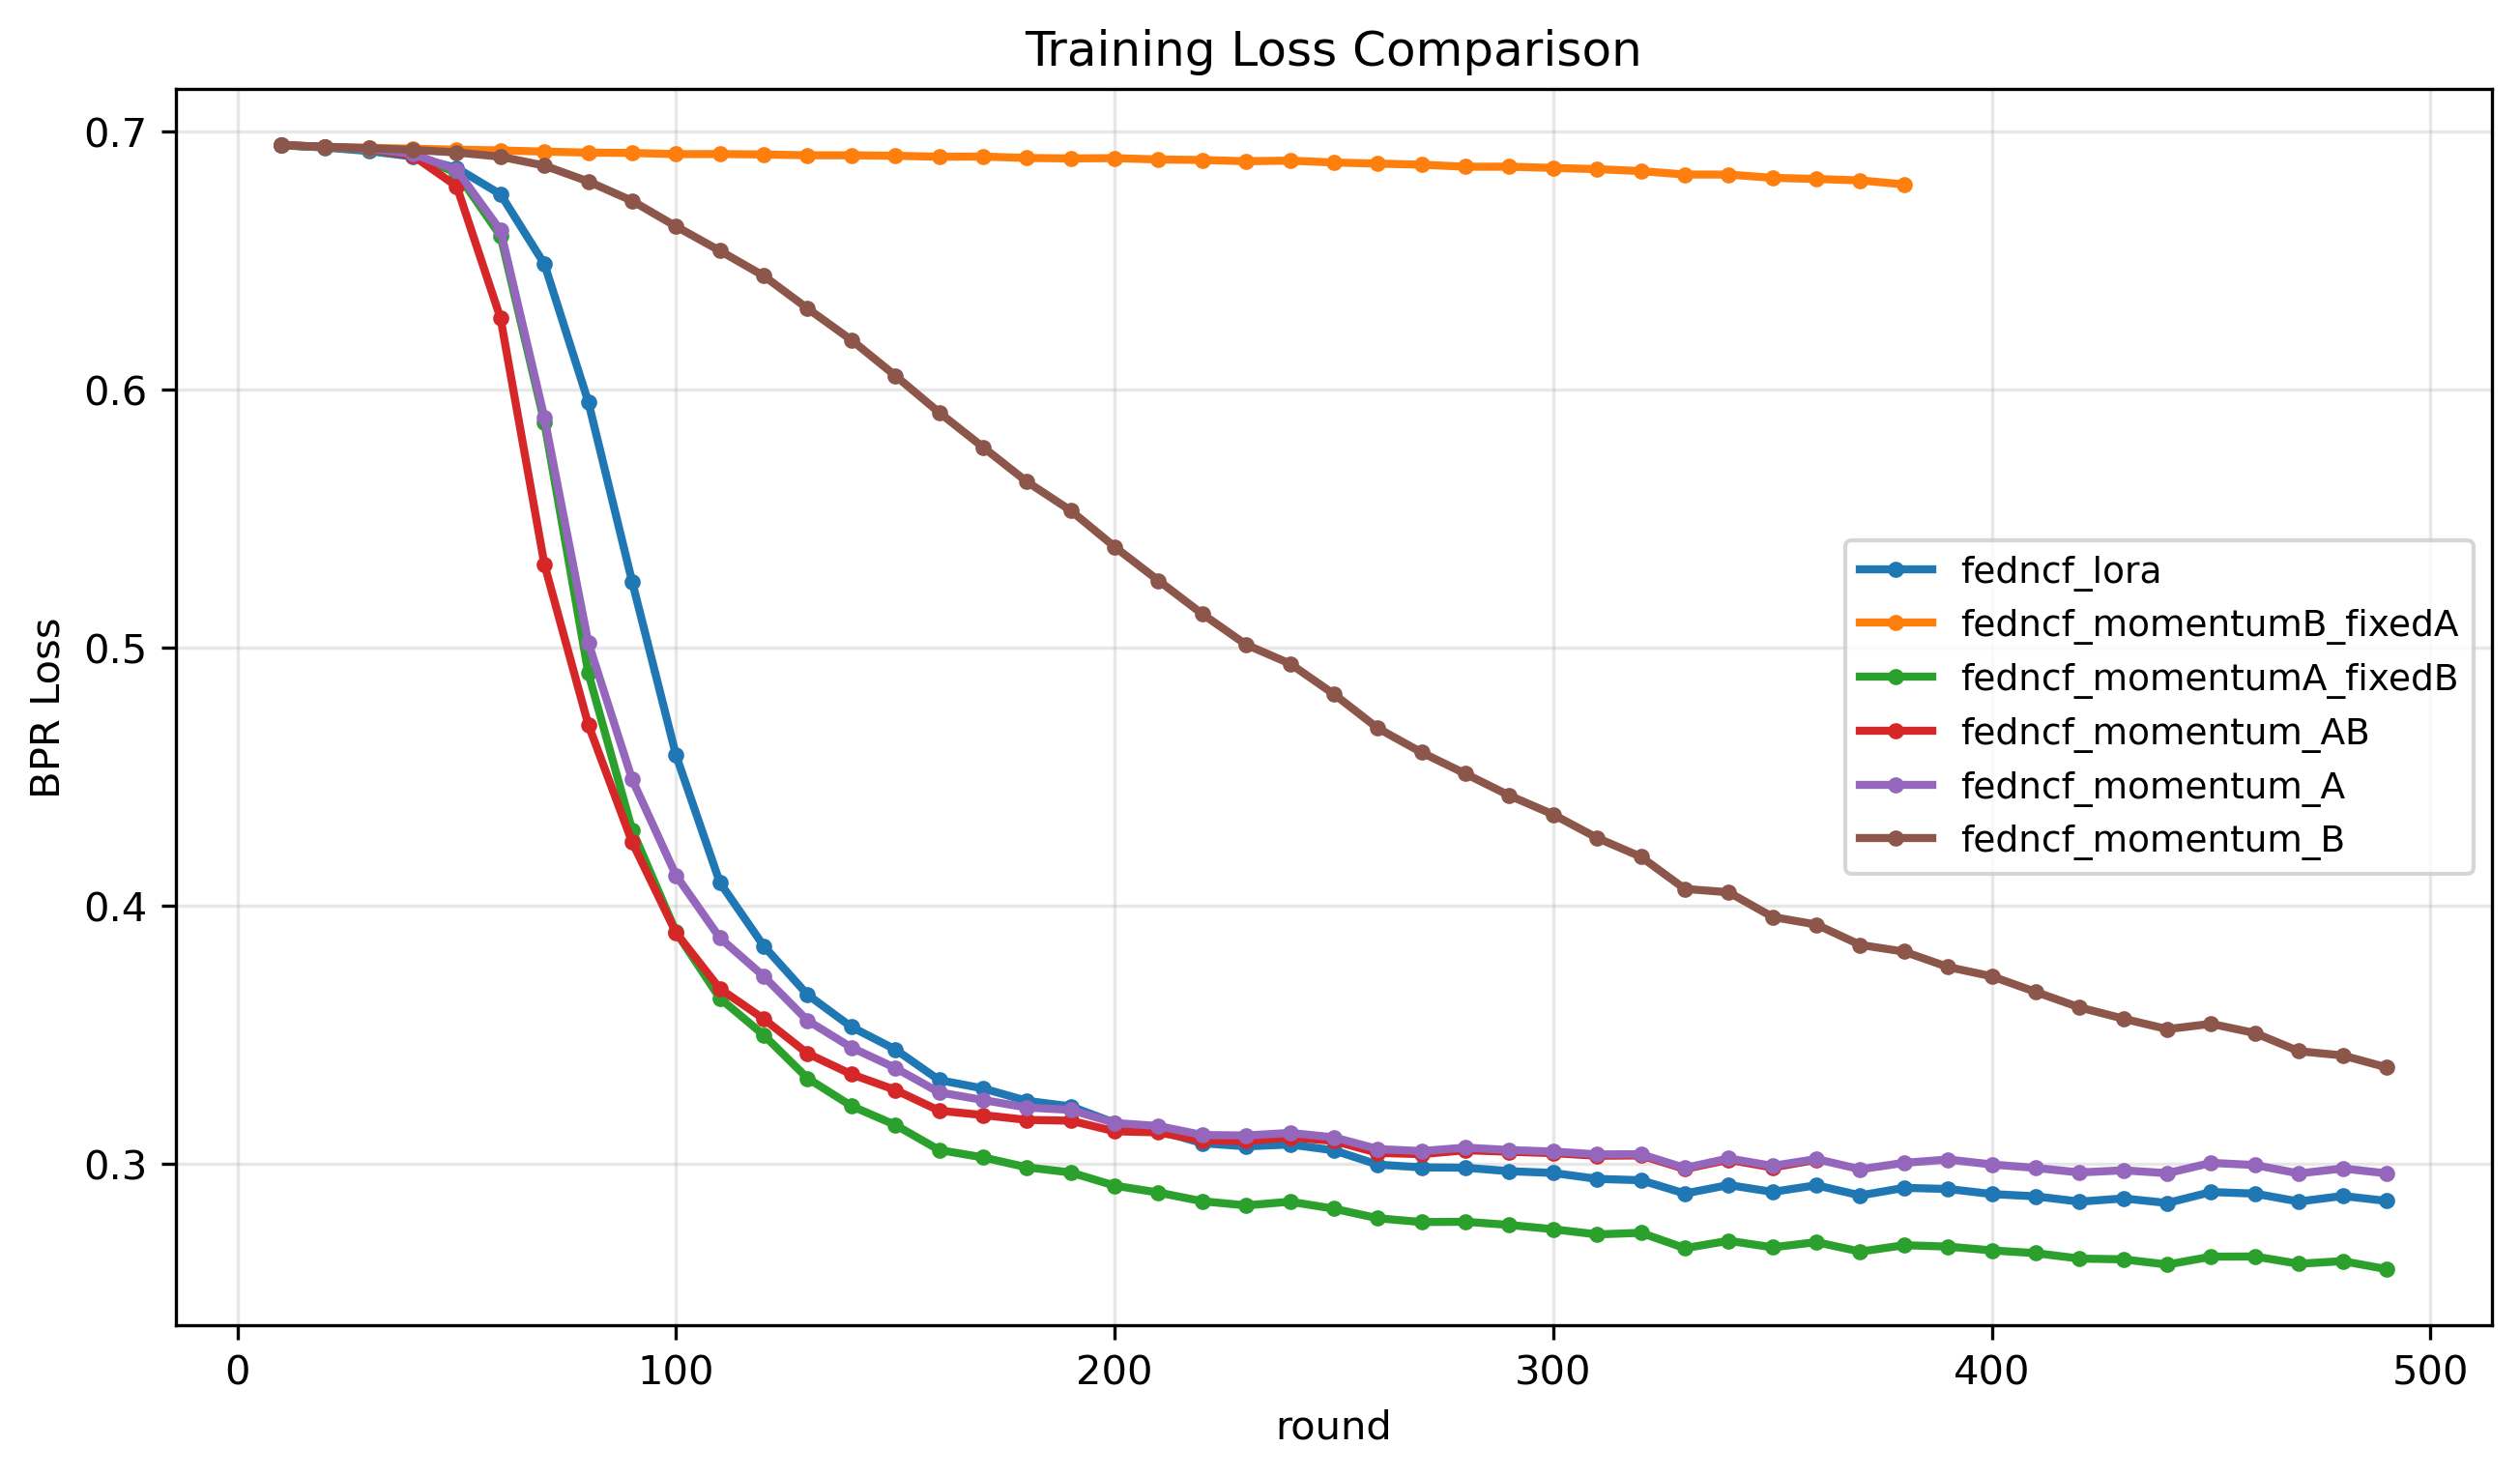 Training Loss Comparison
BPR Loss
0.7
0.6
0.5
0.4
0.3
fedncf_lora
fedncf_momentumB_fixedA
fedncf_momentumA_fixedB
fedncf_momentum_AB
fedncf_momentum_A
fedncf_momentum_B
0 100 200 300 400 500
round